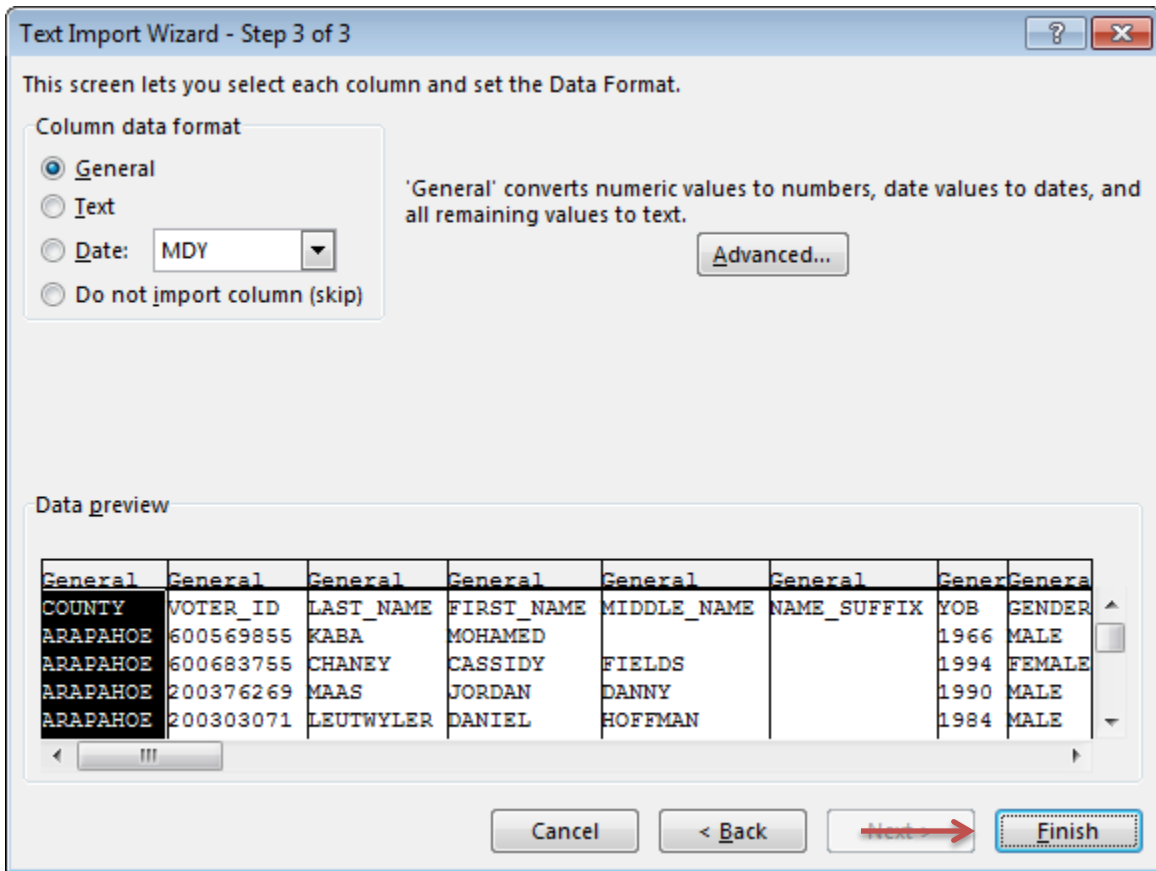 Text Import Wizard - Step 3 of 3
This screen lets you select each column and set the Data Format.
Column data format
General
Text
Date: MDY
Do not import column (skip)
'General' converts numeric values to numbers, date values to dates, and
all remaining values to text.
Advanced...
Data preview
General General General General General General Gener Genera
COUNTY VOTER_ID LAST_NAME FIRST_NAME MIDDLE_NAME NAME_SUFFIX YOB GENDER
ARAPAHOE 600569855 KABA MOHAMED 1966 MALE
ARAPAHOE 600683755 CHANEY CASSIDY FIELDS 1994 FEMALE
ARAPAHOE 200376269 MAAS JORDAN DANNY 1990 MALE
ARAPAHOE 200303071 LEUTWYLER DANIEL HOFFMAN 1984 MALE
Cancel < Back Next > Finish